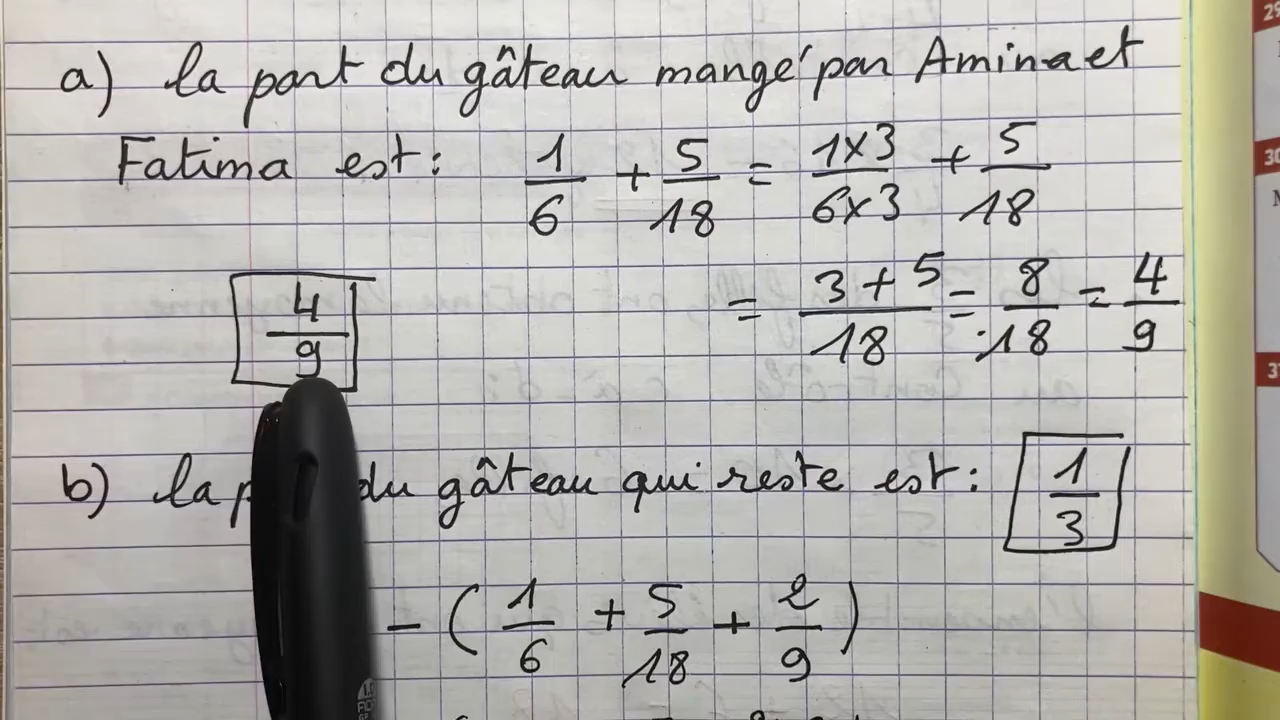 a) la part du gâteau mangé par Amina et
Fatima est : 1/6 + 5/18 = 1×3/6×3 + 5/18
= 3+5/18 = 8/18 = 4/9
4/9
b) la du gâteau qui reste est : 1/3
- (1/6 + 5/18 + 2/9)
29
30